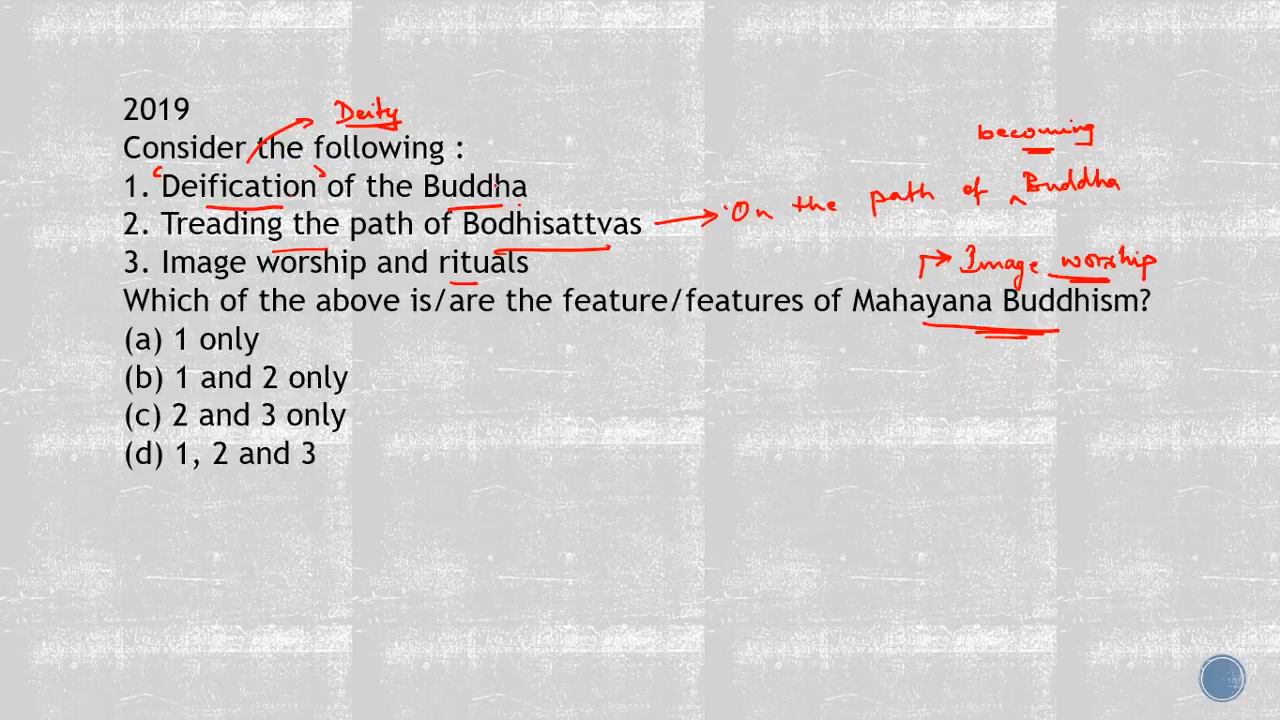 2019
Deity
Consider the following :
becoming
1. ‘Deification’ of the Buddha
On the path of ^ Buddha
2. Treading the path of Bodhisattvas
3. Image worship and rituals
Image worship
Which of the above is/are the feature/features of Mahayana Buddhism?
(a) 1 only
(b) 1 and 2 only
(c) 2 and 3 only
(d) 1, 2 and 3